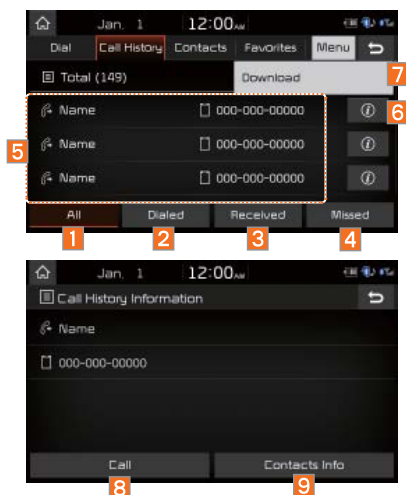 Jan. 1 12:00AM
Dial Call History Contacts Favorites Menu
Total (149) Download 7
Name 000-000-00000 6
5 Name 000-000-00000
Name 000-000-00000
All Dialed Received Missed
1 2 3 4
Jan. 1 12:00AM
Call History Information
Name
000-000-00000
Call Contacts Info
8 9